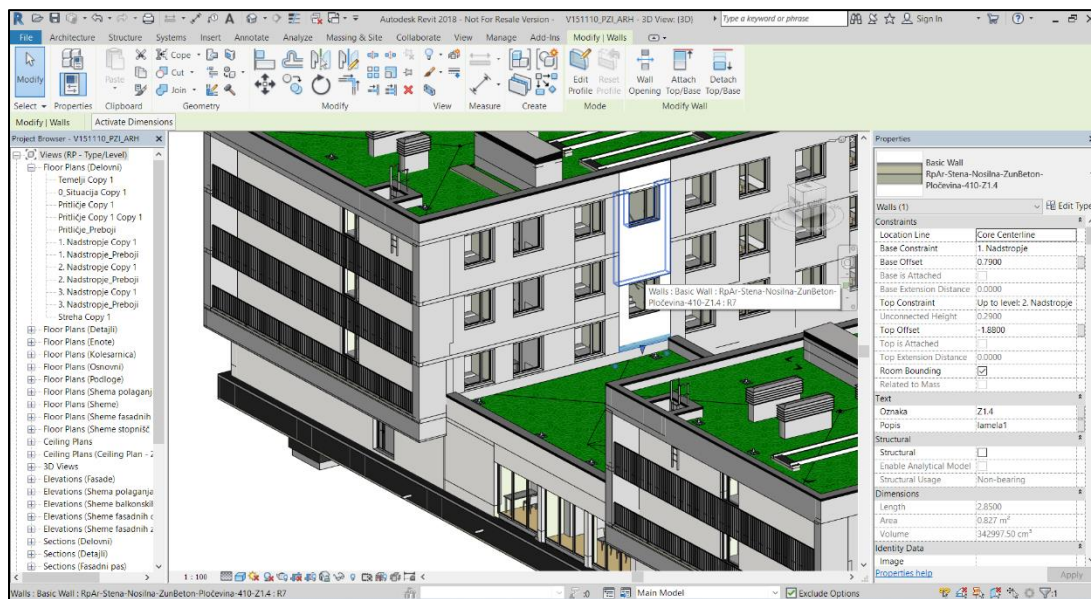 Autodesk Revit 2018 - Not For Resale Version - V151110_PZI_ARH - 3D View: {3D}
Type a keyword or phrase
Sign In
File Architecture Structure Systems Insert Annotate Analyze Massing & Site Collaborate View Manage Add-Ins Modify | Walls
Modify
Paste
Cope
Cut
Join
Edit Profile
Reset Profile
Wall Opening
Attach Top/Base
Detach Top/Base
Select Properties Clipboard Geometry Modify View Measure Create Mode Modify Wall
Modify | Walls Activate Dimensions
Project Browser - V151110_PZI_ARH
Views (RP - Type/Level)
Floor Plans (Delovni)
Temelji Copy 1
0_Situacija Copy 1
Pritličje Copy 1
Pritličje Copy 1 Copy 1
Pritličje_Preboji
1. Nadstropje Copy 1
1. Nadstropje_Preboji
2. Nadstropje Copy 1
2. Nadstropje_Preboji
3. Nadstropje Copy 1
3. Nadstropje_Preboji
Streha Copy 1
Floor Plans (Detajli)
Floor Plans (Enote)
Floor Plans (Kolesarnica)
Floor Plans (Osnovni)
Floor Plans (Podloge)
Floor Plans (Shema polaganj
Floor Plans (Sheme)
Floor Plans (Sheme fasadnih
Floor Plans (Sheme stopnišč
Ceiling Plans
Ceiling Plans (Ceiling Plan - 2
3D Views
Elevations (Fasade)
Elevations (Shema polaganja
Elevations (Sheme balkonskil
Elevations (Sheme fasadnih o
Elevations (Sheme fasadnih z
Sections (Delovni)
Sections (Detajli)
Sections (Fasadni pas)
Walls : Basic Wall : RpAr-Stena-Nosilna-ZunBeton-
Pločevina-410-Z1.4 : R7
1 : 100
Properties
Basic Wall
RpAr-Stena-Nosilna-ZunBeton-
Pločevina-410-Z1.4
Walls (1) Edit Type
Constraints
Location Line Core Centerline
Base Constraint 1. Nadstropje
Base Offset 0.7900
Base is Attached
Base Extension Distance 0.0000
Top Constraint Up to level: 2. Nadstropje
Unconnected Height 0.2900
Top Offset -1.8800
Top is Attached
Top Extension Distance 0.0000
Room Bounding
Related to Mass
Text
Oznaka Z1.4
Popis lamela1
Structural
Structural
Enable Analytical Model
Structural Usage Non-bearing
Dimensions
Length 2.8500
Area 0.827 m²
Volume 342997.50 cm³
Identity Data
Image
Properties help Apply
Walls : Basic Wall : RpAr-Stena-Nosilna-ZunBeton-Pločevina-410-Z1.4 : R7 :0 Main Model Exclude Options :1